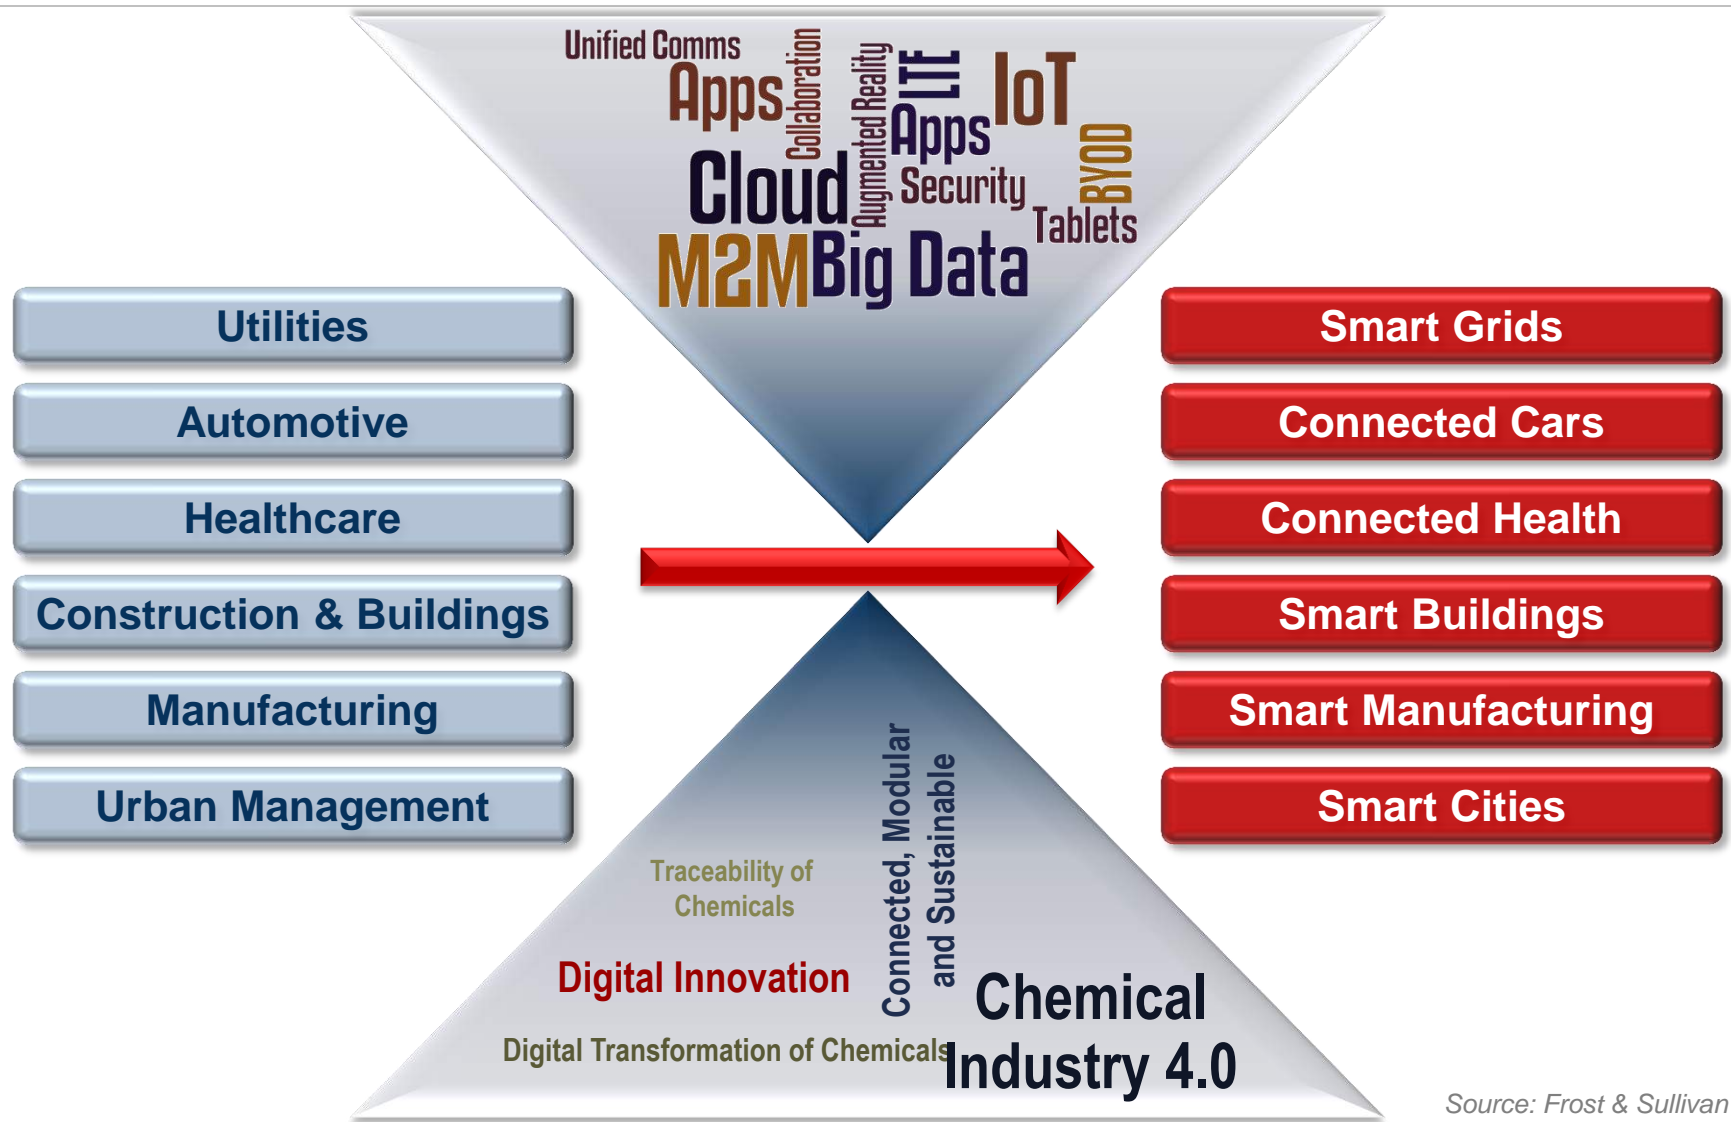 Unified Comms
Apps
Collaboration
Augmented Reality
LTE
Apps
IoT
BYOD
Cloud
Security
Tablets
M2M
Big Data
Utilities
Automotive
Healthcare
Construction & Buildings
Manufacturing
Urban Management
Smart Grids
Connected Cars
Connected Health
Smart Buildings
Smart Manufacturing
Smart Cities
Traceability of
Chemicals
Connected, Modular
and Sustainable
Digital Innovation
Digital Transformation of Chemicals
Chemical
Industry 4.0
Source: Frost & Sullivan